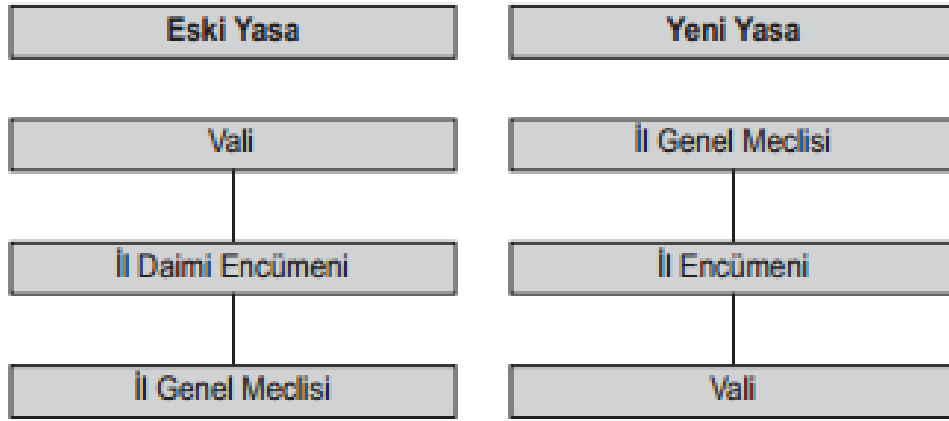 Eski Yasa
Vali
İl Daimi Encümeni
İl Genel Meclisi
Yeni Yasa
İl Genel Meclisi
İl Encümeni
Vali